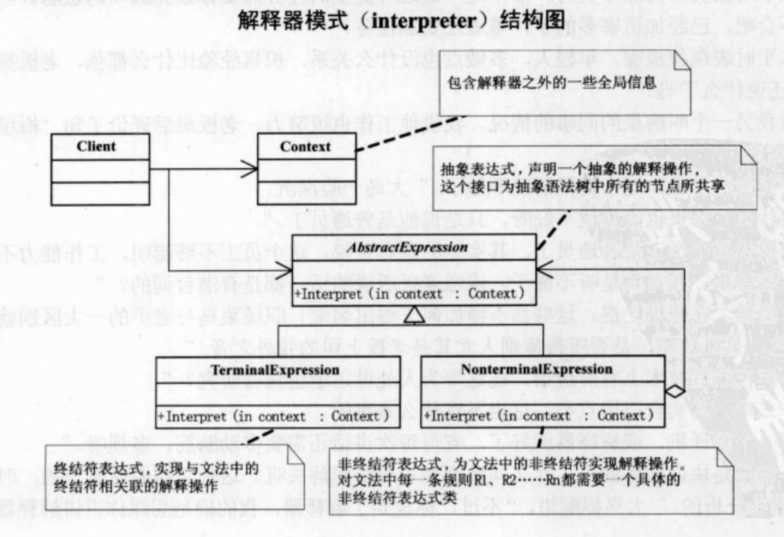 解释器模式（interpreter）结构图
包含解释器之外的一些全局信息
Client
Context
抽象表达式，声明一个抽象的解释操作，
这个接口为抽象语法树中所有的节点所共享
AbstractExpression
+Interpret(in context : Context)
TerminalExpression
NonterminalExpression
+Interpret(in context : Context)
+Interpret(in context : Context)
终结符表达式，实现与文法中的
终结符相关联的解释操作
非终结符表达式，为文法中的非终结符实现解释操作。
对文法中每一条规则R1、R2……Rn都需要一个具体的
非终结符表达式类